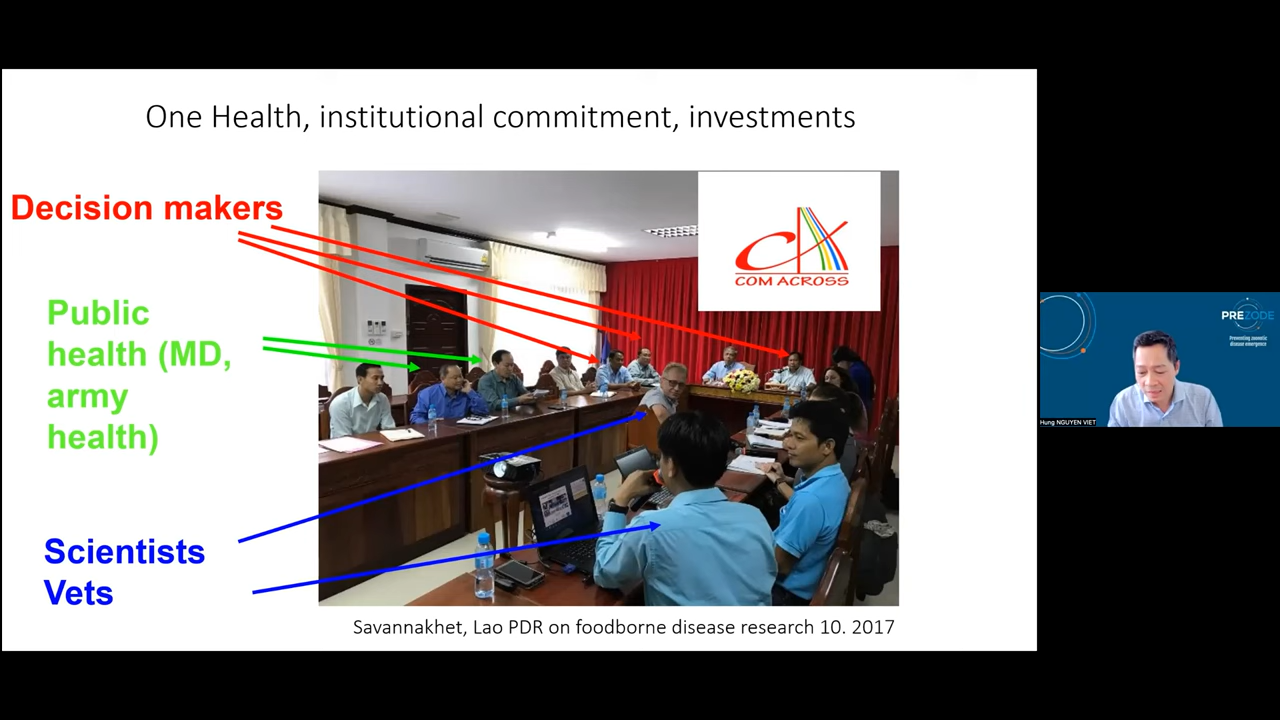 One Health, institutional commitment, investments
Decision makers
Public
health (MD,
army
health)
Scientists
Vets
COM ACROSS
Savannakhet, Lao PDR on foodborne disease research 10. 2017
PREZODE
Preventing zoonotic
disease emergence
Hung NGUYEN VIET